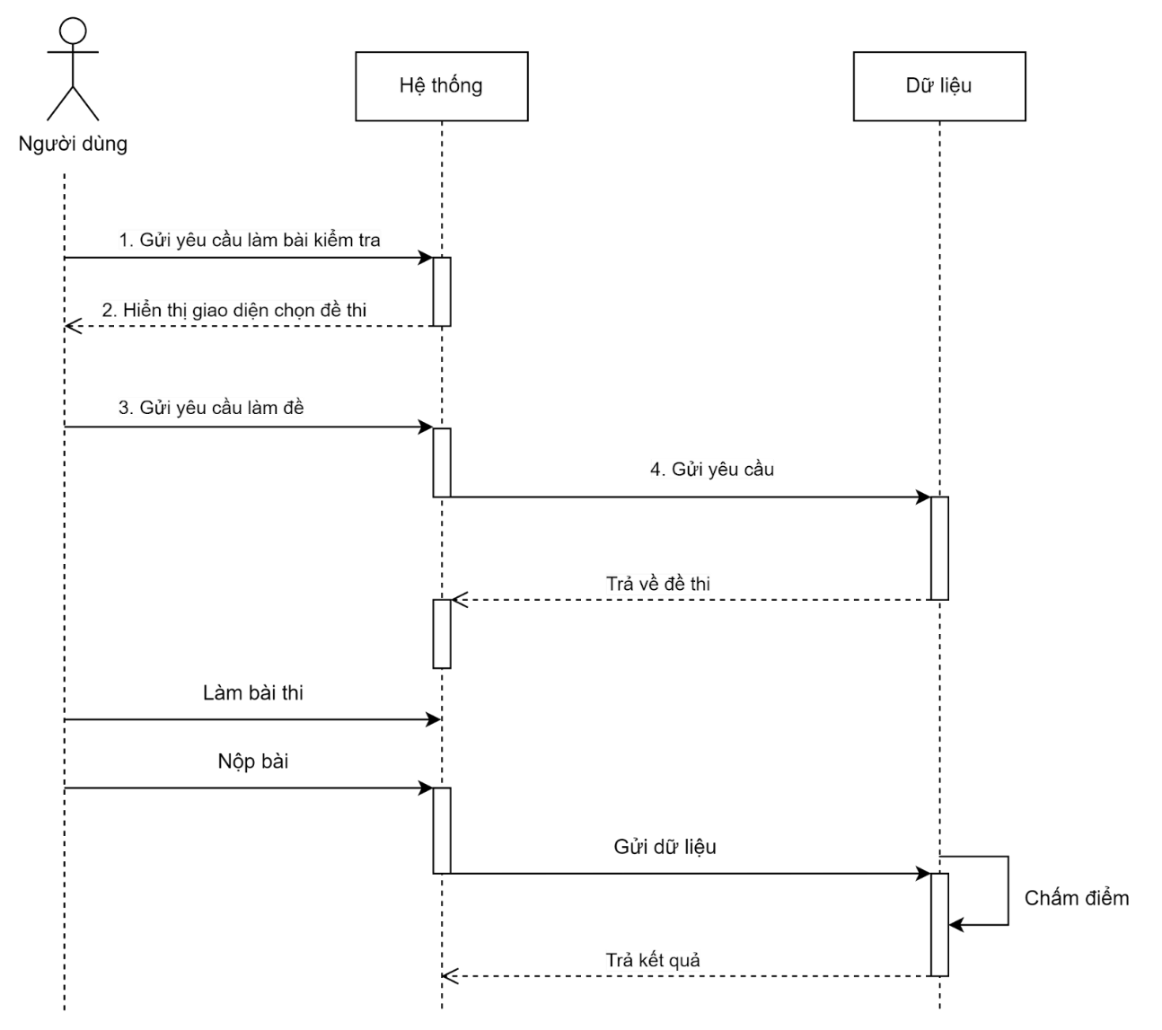 Hệ thống
Dữ liệu
Người dùng
1. Gửi yêu cầu làm bài kiểm tra
2. Hiển thị giao diện chọn đề thi
3. Gửi yêu cầu làm đề
4. Gửi yêu cầu
Trả về đề thi
Làm bài thi
Nộp bài
Gửi dữ liệu
Chấm điểm
Trả kết quả